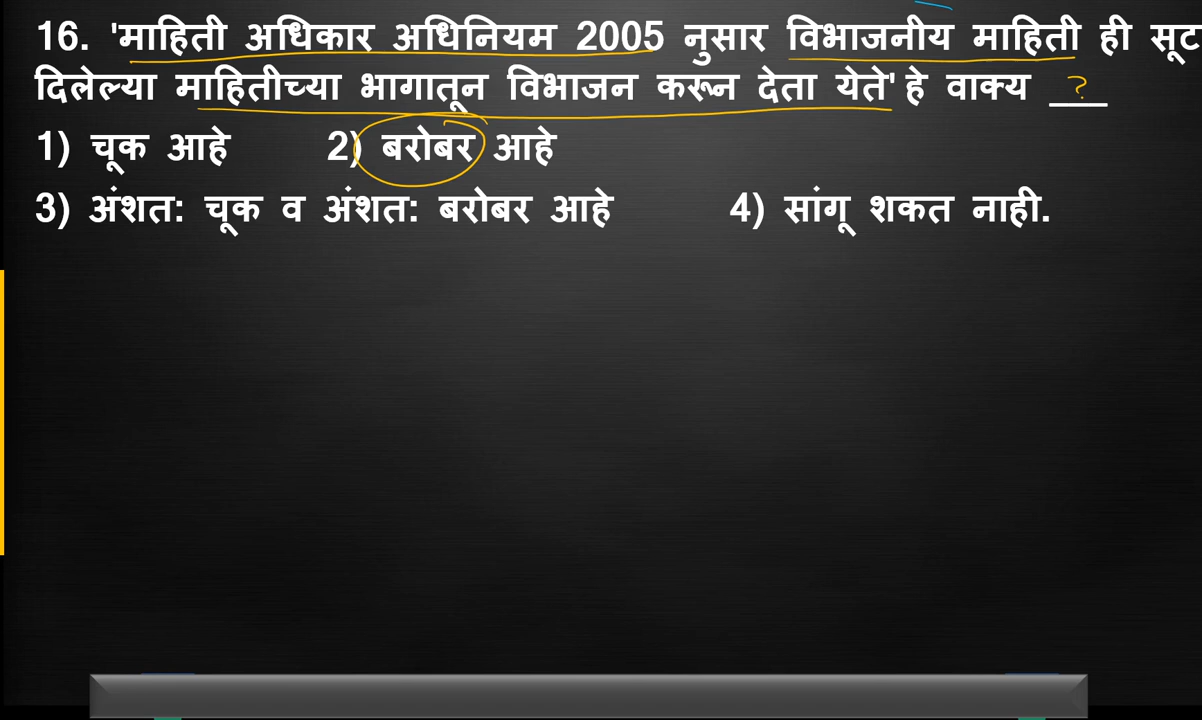 16. 'माहिती अधिकार अधिनियम 2005 नुसार विभाजनीय माहिती ही सूट
दिलेल्या माहितीच्या भागातून विभाजन करून देता येते' हे वाक्य ___ ?
1) चूक आहे 2) बरोबर आहे
3) अंशत: चूक व अंशत: बरोबर आहे 4) सांगू शकत नाही.